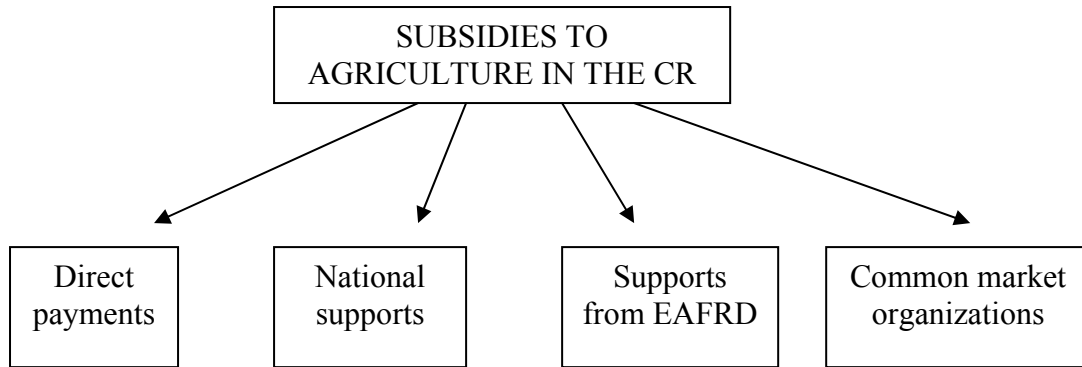 SUBSIDIES TO
AGRICULTURE IN THE CR
Direct
payments
National
supports
Supports
from EAFRD
Common market
organizations